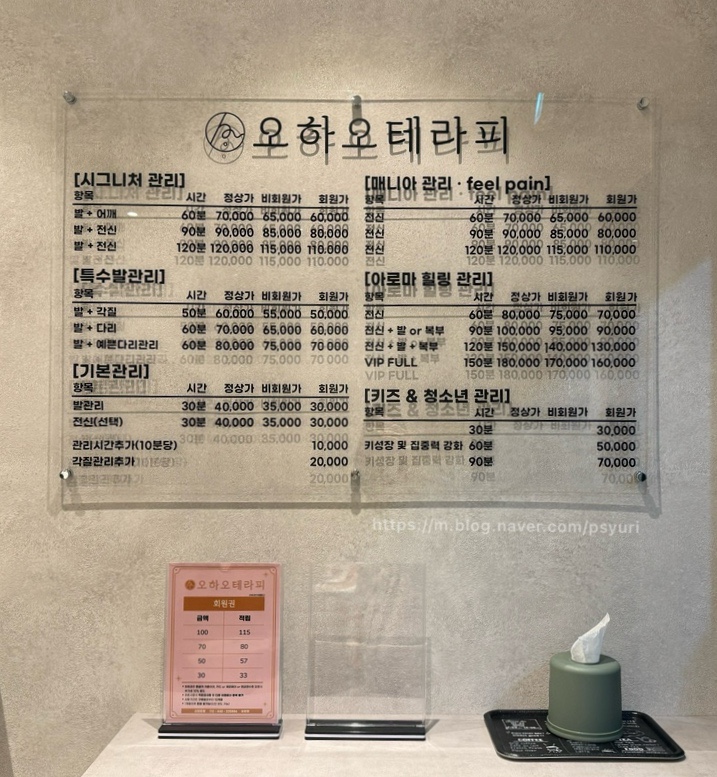 오하오테라피
[시그니처 관리]
항목 시간 정상가 비회원가 회원가
발 + 어깨 60분 70,000 65,000 60,000
발 + 전신 90분 90,000 85,000 80,000
발 + 전신 120분 120,000 115,000 110,000
[특수발관리]
항목 시간 정상가 비회원가 회원가
발 + 각질 50분 60,000 55,000 50,000
발 + 다리 60분 70,000 65,000 60,000
발 + 예쁜다리관리 60분 80,000 75,000 70,000
[기본관리]
항목 시간 정상가 비회원가 회원가
발관리 30분 40,000 35,000 30,000
전신(선택) 30분 40,000 35,000 30,000
관리시간추가(10분당) 10,000
각질관리추가 20,000
[매니아 관리 · feel pain]
항목 시간 정상가 비회원가 회원가
전신 60분 70,000 65,000 60,000
전신 90분 90,000 85,000 80,000
전신 120분 120,000 115,000 110,000
[아로마 힐링 관리]
항목 시간 정상가 비회원가 회원가
전신 60분 80,000 75,000 70,000
전신 + 발 or 복부 90분 100,000 95,000 90,000
전신 + 발 + 복부 120분 150,000 140,000 130,000
VIP FULL 150분 180,000 170,000 160,000
[키즈 & 청소년 관리]
항목 시간 정상가 비회원가 회원가
30분 30,000
키성장 및 집중력 강화 60분 50,000
90분 70,000
https://m.blog.naver.com/psyuri
오하오테라피
회원권
금액 적립
100 115
70 80
50 57
30 33
COFFEE